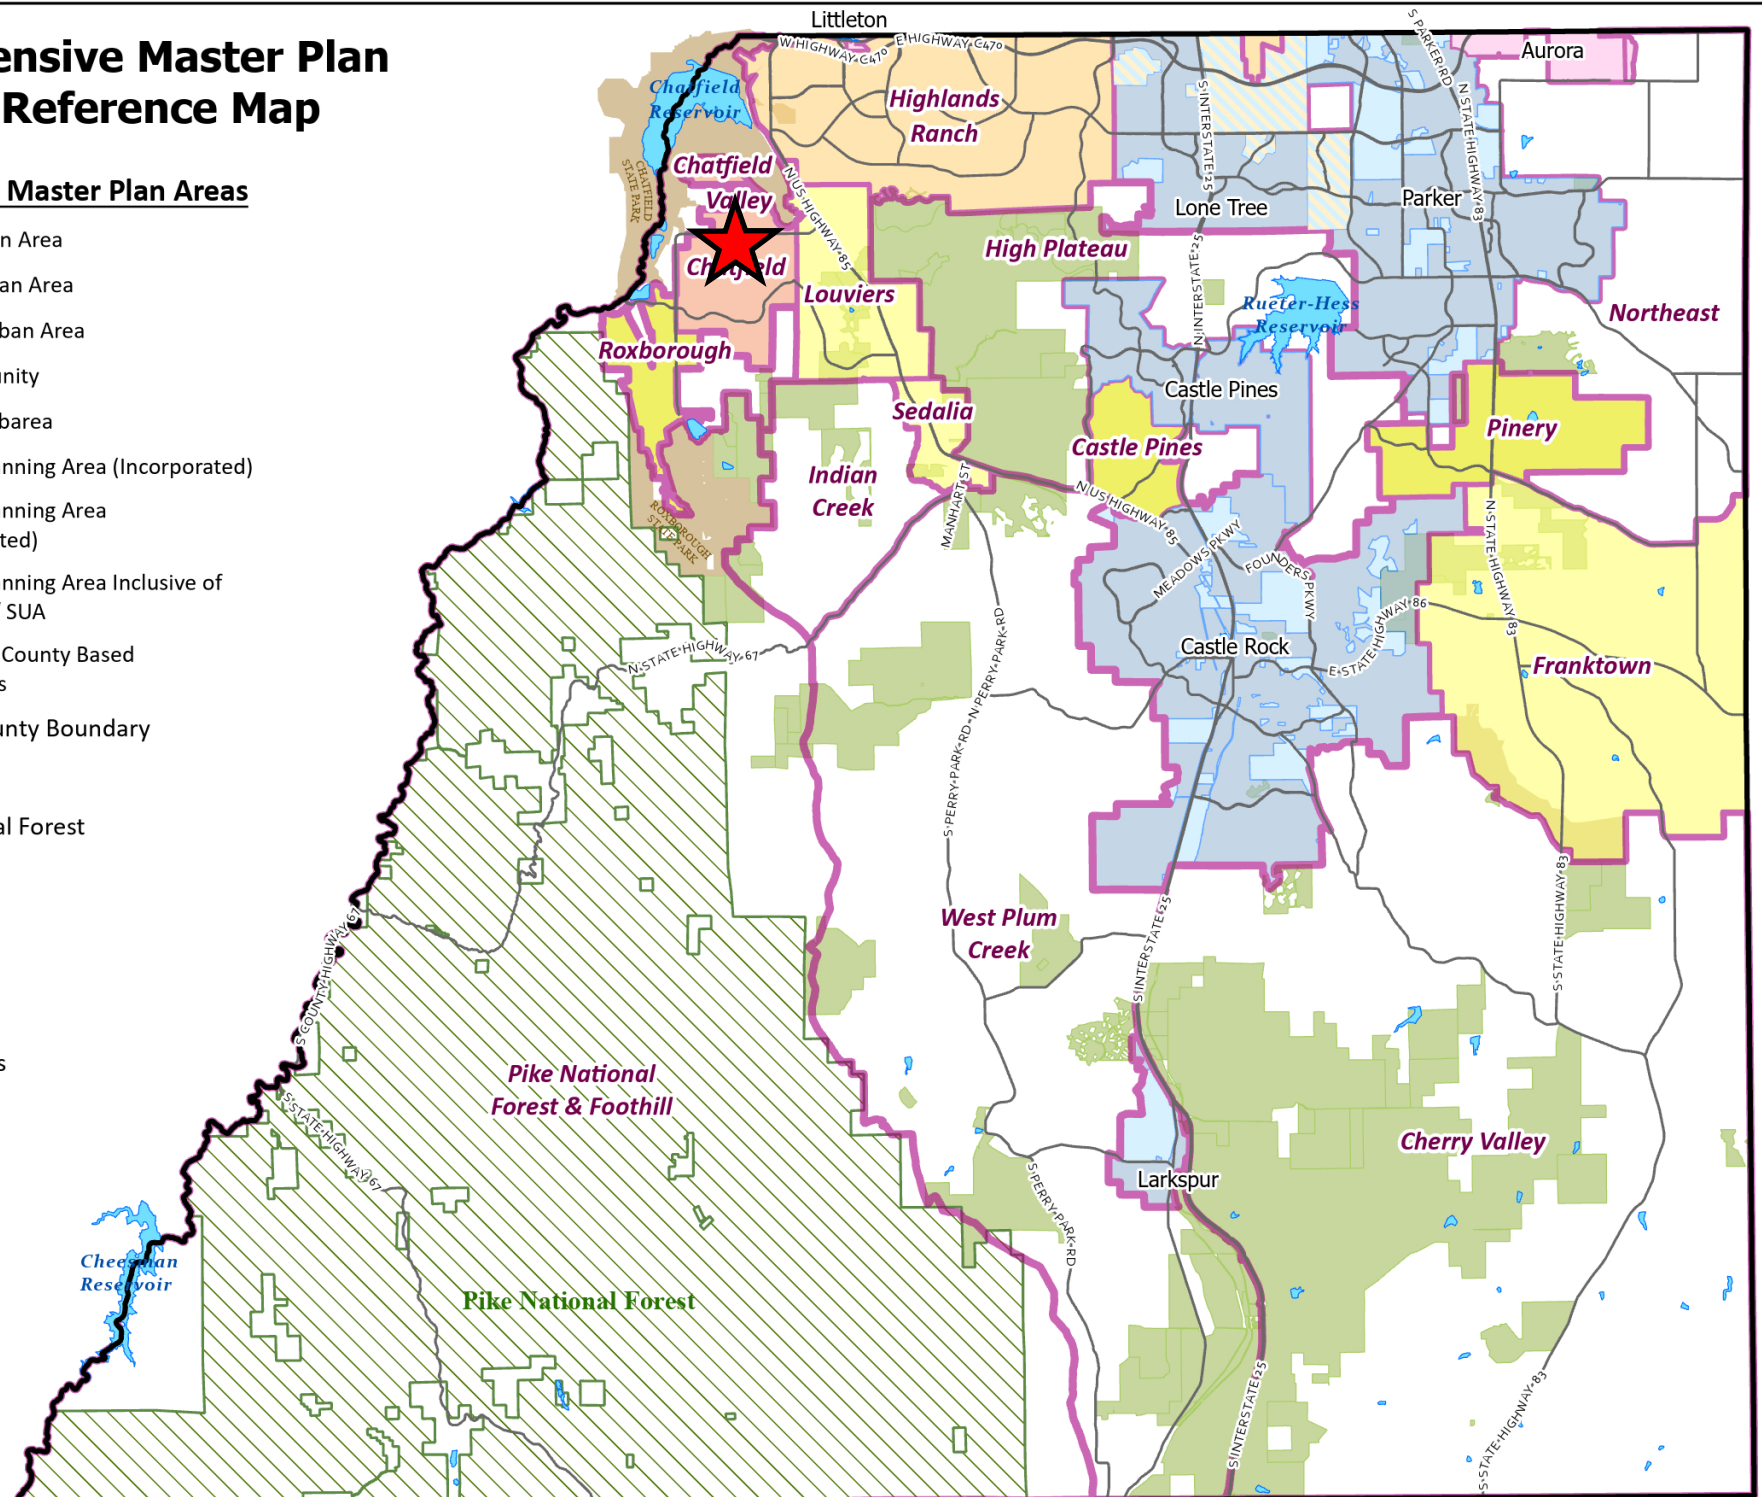 ensive Master Plan
Reference Map
Master Plan Areas
n Area
an Area
ban Area
nity
barea
nning Area (Incorporated)
nning Area
ted)
nning Area Inclusive of
SUA
County Based
s
unty Boundary
al Forest
s
Littleton
W HIGHWAY C470
E HIGHWAY C470
S PARKER RD
Aurora
Chatfield
Reservoir
Highlands
Ranch
S INTERSTATE 25
N STATE HIGHWAY 83
CHATFIELD
STATE PARK
Chatfield
Valley
N US HIGHWAY 85
Lone Tree
Parker
High Plateau
Chatfield
Louviers
N INTERSTATE 25
Rueter-Hess
Reservoir
Northeast
Roxborough
Castle Pines
Sedalia
Castle Pines
Pinery
Indian
Creek
MANHART ST
N US HIGHWAY 85
ROXBOROUGH
STATE PARK
MEADOWS PKWY
FOUNDERS PKWY
N STATE HIGHWAY 83
E STATE HIGHWAY 86
N STATE HIGHWAY 67
Castle Rock
Franktown
N PERRY PARK RD
S PERRY PARK RD
West Plum
Creek
S INTERSTATE 25
S STATE HIGHWAY 83
S COUNTY HIGHWAY 67
Pike National
Forest & Foothill
S STATE HIGHWAY 67
Cherry Valley
Larkspur
S PERRY PARK RD
Cheesman
Reservoir
Pike National Forest
S INTERSTATE 25
S STATE HIGHWAY 83